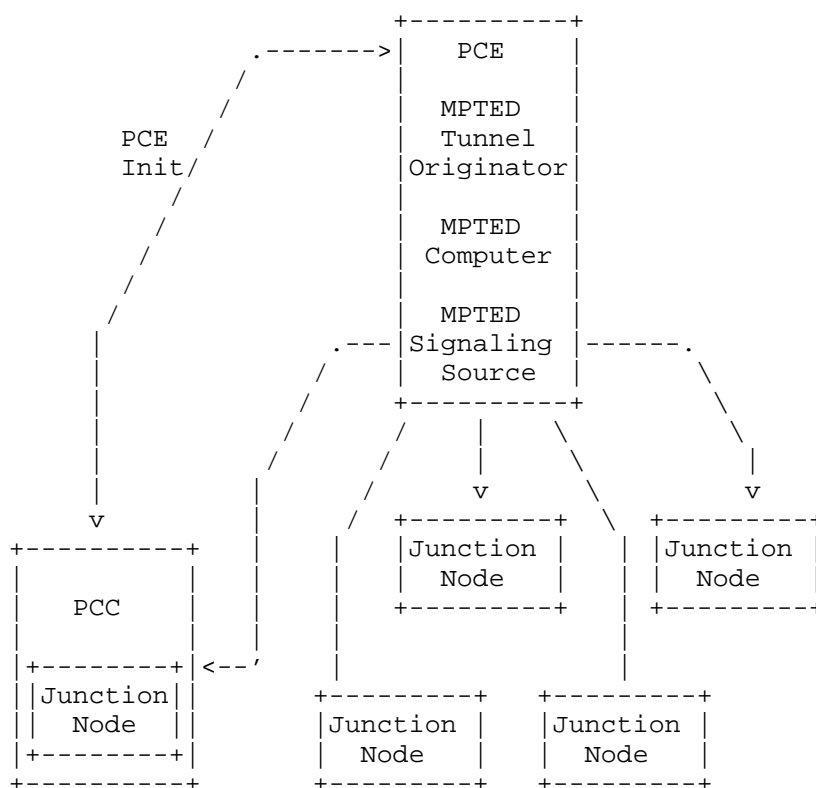 PCE
MPTED
Tunnel
Originator
PCE
Init
MPTED
Computer
MPTED
Signaling
Source
Junction
Node
Junction
Node
PCC
Junction
Node
Junction
Node
Junction
Node